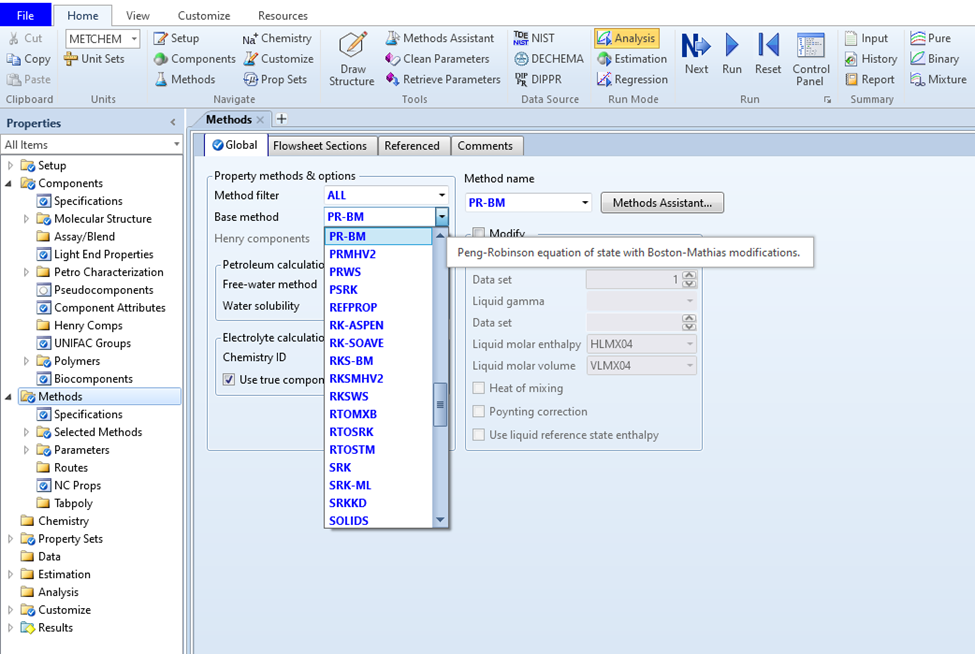 File Home View Customize Resources
Cut METCHEM Setup Na+ Chemistry Methods Assistant NIST Analysis Input Pure
Copy Unit Sets Components Customize Clean Parameters DECHEMA Estimation History Binary
Paste Methods Prop Sets Draw Structure Retrieve Parameters DIPPR Regression Next Run Reset Control Panel Report Mixture
Clipboard Units Navigate Tools Data Source Run Mode Run Summary
Properties
All Items
Setup
Components
Specifications
Molecular Structure
Assay/Blend
Light End Properties
Petro Characterization
Pseudocomponents
Component Attributes
Henry Comps
UNIFAC Groups
Polymers
Biocomponents
Methods
Specifications
Selected Methods
Parameters
Routes
NC Props
Tabpoly
Chemistry
Property Sets
Data
Estimation
Analysis
Customize
Results
Methods
Global Flowsheet Sections Referenced Comments
Property methods & options
Method filter ALL
Base method PR-BM
Henry components
Petroleum calculatio
Free-water method
Water solubility
Electrolyte calculatio
Chemistry ID
Use true compon
PR-BM
PRMHV2
PRWS
PSRK
REFPROP
RK-ASPEN
RK-SOAVE
RKS-BM
RKSMHV2
RKSWS
RTOMXB
RTOSRK
RTOSTM
SRK
SRK-ML
SRKKD
SOLIDS
Method name
PR-BM Methods Assistant...
Modify
Peng-Robinson equation of state with Boston-Mathias modifications.
Data set 1
Liquid gamma
Data set
Liquid molar enthalpy HLMX04
Liquid molar volume VLMX04
Heat of mixing
Poynting correction
Use liquid reference state enthalpy